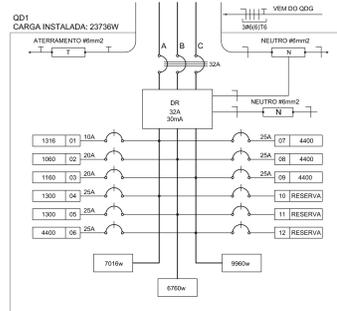 QD1
CARGA INSTALADA: 23736W
VEM DO QDG
3#6(6)T6
ATERRAMENTO #6mm2
T
A B C
NEUTRO #6mm2
N
32A
DR
32A
30mA
NEUTRO #6mm2
N
1316 01 10A 25A 07 4400
1060 02 20A 25A 08 4400
1160 03 20A 25A 09 4400
1300 04 25A 25A 10 RESERVA
1300 05 25A 25A 11 RESERVA
4400 06 25A 25A 12 RESERVA
7016w
9960w
6760w